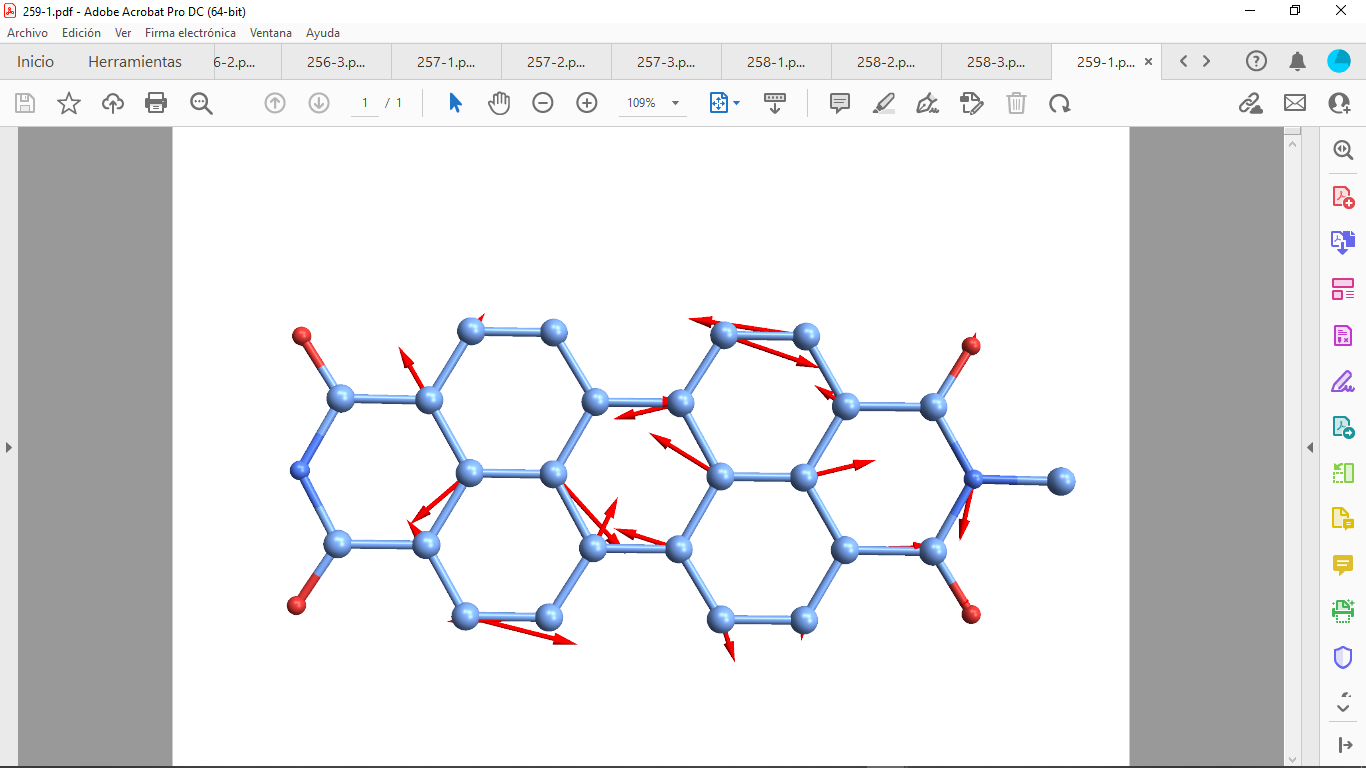 259-1.pdf - Adobe Acrobat Pro DC (64-bit)
Archivo Edición Ver Firma electrónica Ventana Ayuda
Inicio Herramientas 6-2.p... 256-3.p... 257-1.p... 257-2.p... 257-3.p... 258-1.p... 258-2.p... 258-3.p... 259-1.p... ×
1 / 1 109%